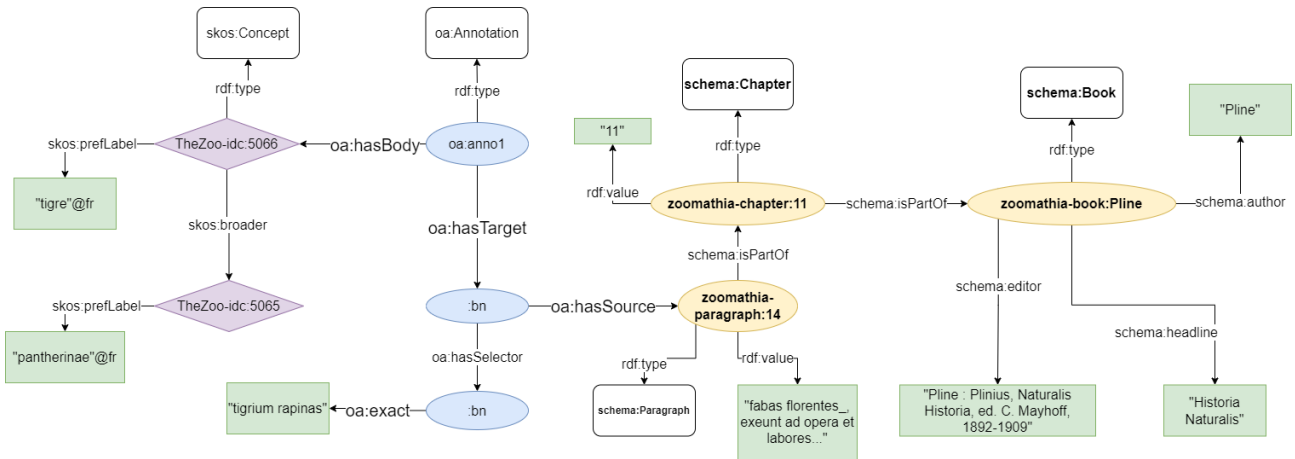 skos:Concept
oa:Annotation
rdf:type
rdf:type
schema:Chapter
schema:Book
"Pline"
skos:prefLabel
TheZoo-idc:5066
oa:hasBody
oa:anno1
"11"
rdf:type
rdf:type
"tigre"@fr
rdf:value
zoomathia-chapter:11
schema:isPartOf
zoomathia-book:Pline
schema:author
skos:broader
oa:hasTarget
schema:isPartOf
skos:prefLabel
TheZoo-idc:5065
:bn
oa:hasSource
zoomathia-
paragraph:14
schema:editor
schema:headline
"pantherinae"@fr
oa:hasSelector
rdf:type
rdf:value
"tigrium rapinas"
oa:exact
:bn
schema:Paragraph
"fabas florentes_,
exeunt ad opera et
labores..."
"Pline : Plinius, Naturalis
Historia, ed. C. Mayhoff,
1892-1909"
"Historia
Naturalis"